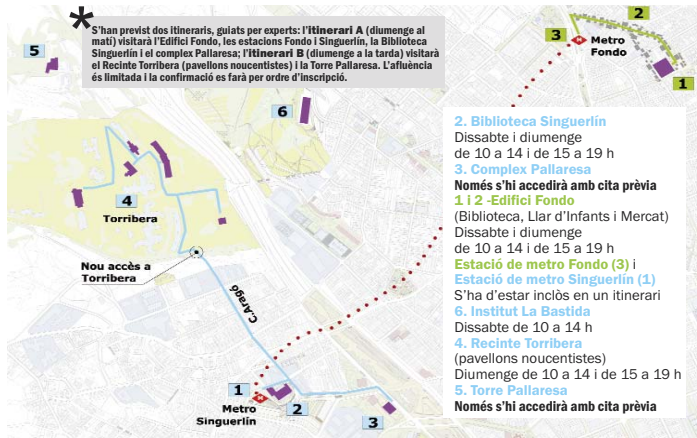 *
S'han previst dos itineraris, guiats per experts: l'itinerari A (diumenge al
matí) visitarà l'Edifici Fondo, les estacions Fondo i Singuerlín, la Biblioteca
Singuerlín i el complex Pallaresa; l'itinerari B (diumenge a la tarda) visitarà
el Recinte Torribera (pavellons noucentistes) i la Torre Pallaresa. L'afluència
és limitada i la confirmació es farà per ordre d'inscripció.
5
6
2
3
Metro
Fondo
1
4
Torribera
Nou accès a
Torribera
C.Aragó
1
Metro
Singuerlín
2
3
2. Biblioteca Singuerlín
Dissabte i diumenge
de 10 a 14 i de 15 a 19 h
3. Complex Pallaresa
Només s'hi accedirà amb cita prèvia
1 i 2 -Edifici Fondo
(Biblioteca, Llar d'Infants i Mercat)
Dissabte i diumenge
de 10 a 14 i de 15 a 19 h
Estació de metro Fondo (3) i
Estació de metro Singuerlín (1)
S'ha d'estar inclòs en un itinerari
6. Institut La Bastida
Dissabte de 10 a 14 h
4. Recinte Torribera
(pavellons noucentistes)
Diumenge de 10 a 14 i de 15 a 19 h
5. Torre Pallaresa
Només s'hi accedirà amb cita prèvia